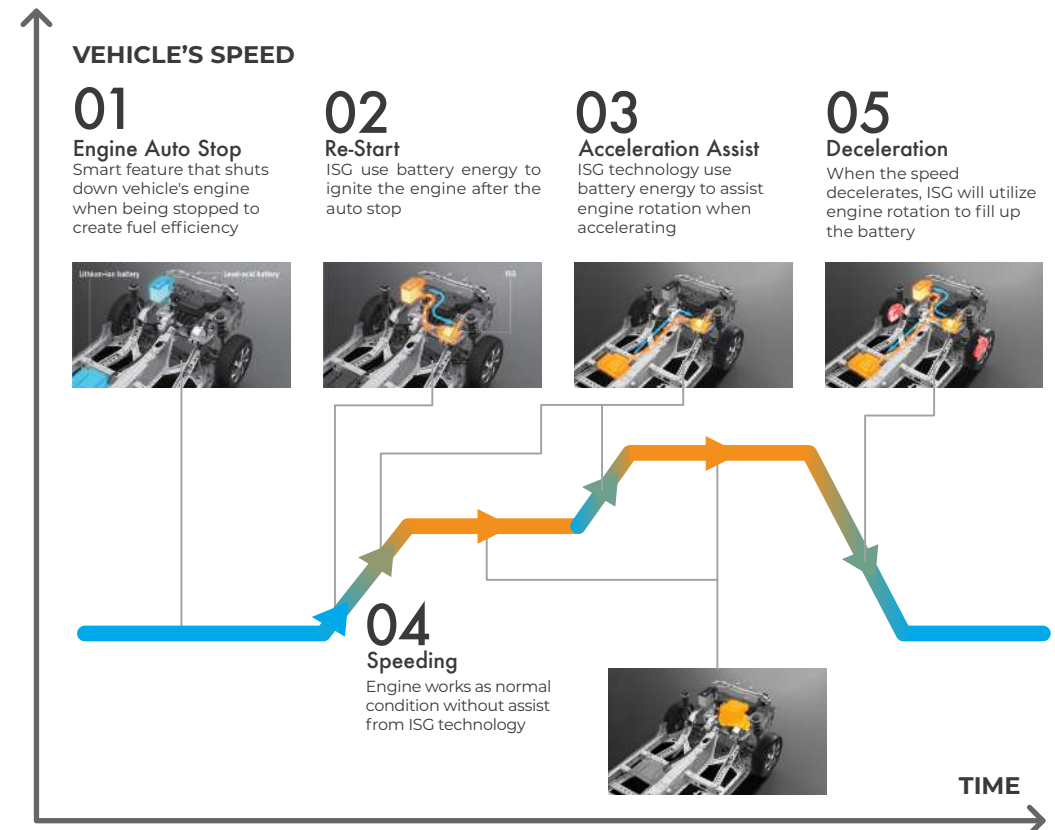 VEHICLE’S SPEED
01
Engine Auto Stop
Smart feature that shuts
down vehicle's engine
when being stopped to
create fuel efficiency
02
Re-Start
ISG use battery energy to
ignite the engine after the
auto stop
03
Acceleration Assist
ISG technology use
battery energy to assist
engine rotation when
accelerating
05
Deceleration
When the speed
decelerates, ISG will utilize
engine rotation to fill up
the battery
Lithium-ion battery
Lead-acid battery
ISG
04
Speeding
Engine works as normal
condition without assist
from ISG technology
TIME